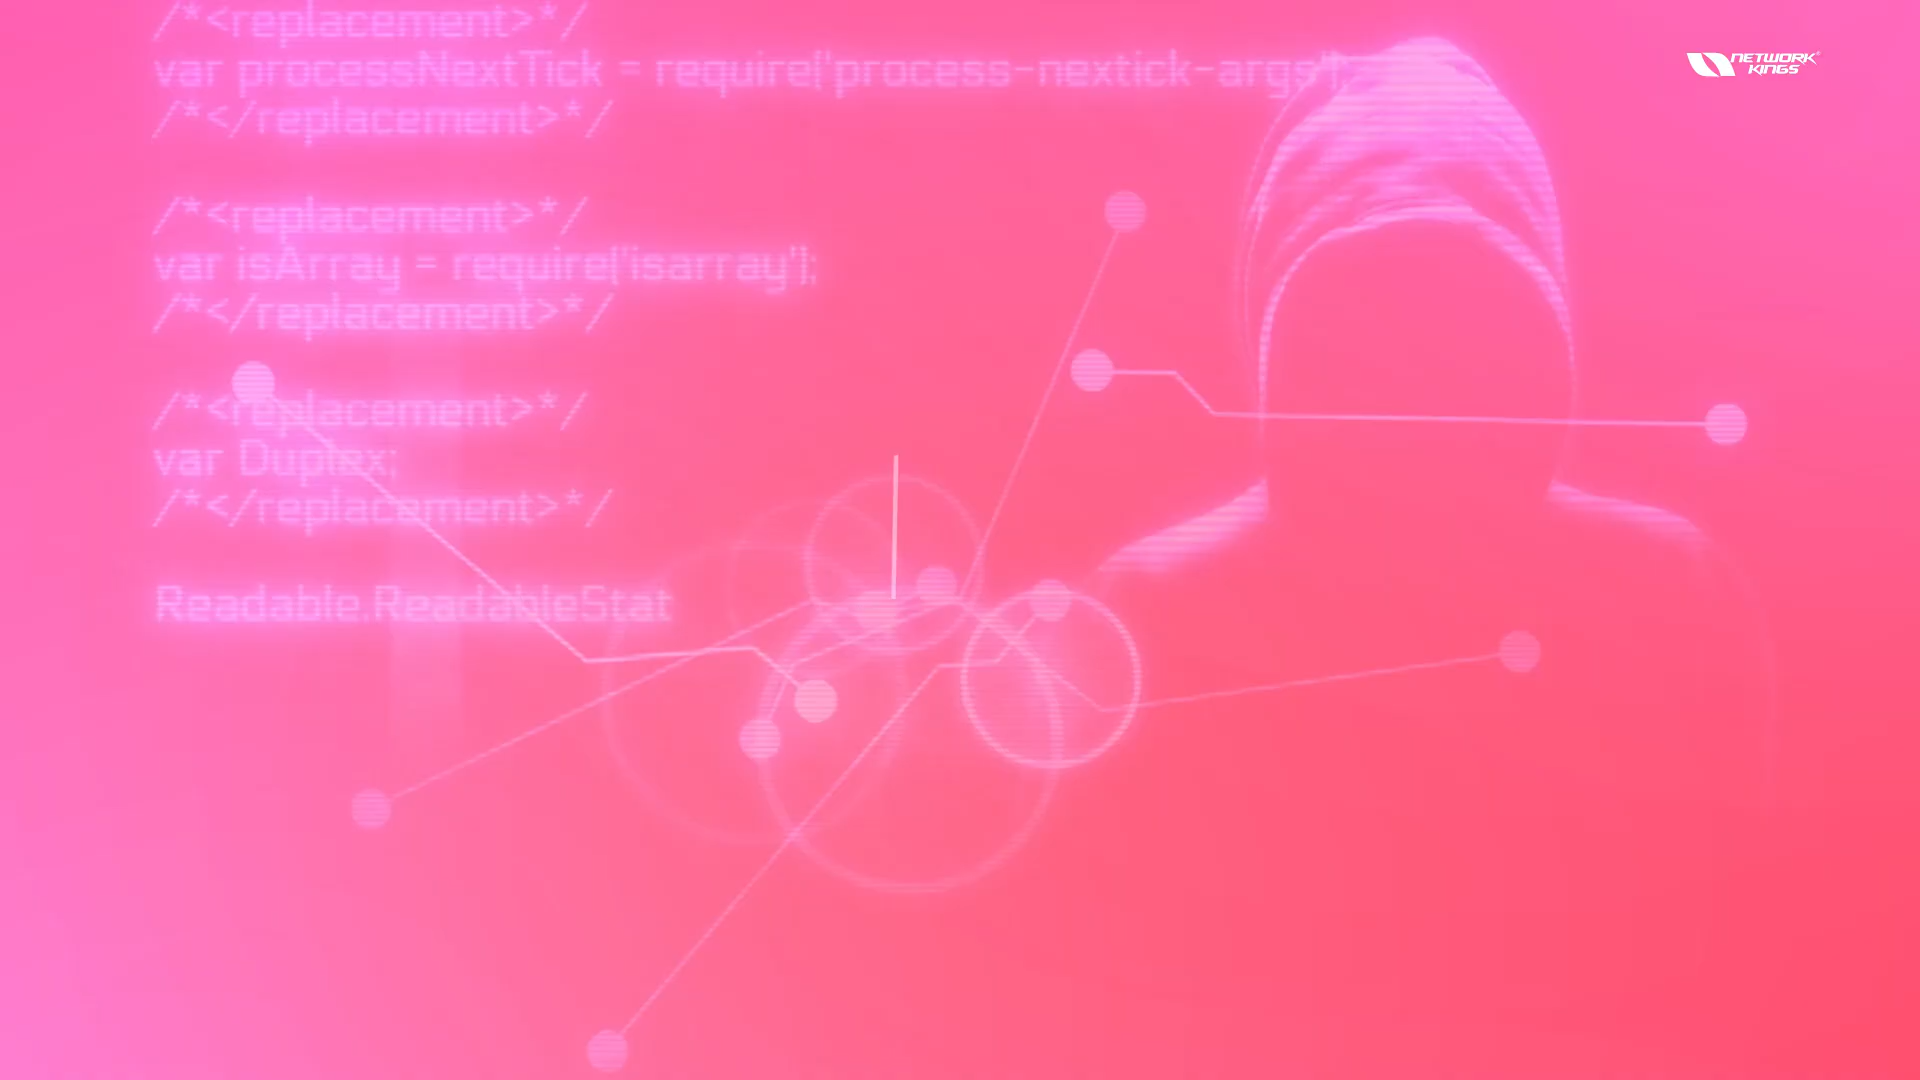 /*<replacement>*/
var processNextTick = require('process-nextick-args')
/*</replacement>*/
/*<replacement>*/
var isArray = require('isarray');
/*</replacement>*/
/*<replacement>*/
var Duplex;
/*</replacement>*/
Readable.ReadableStat
NETWORK
KINGS